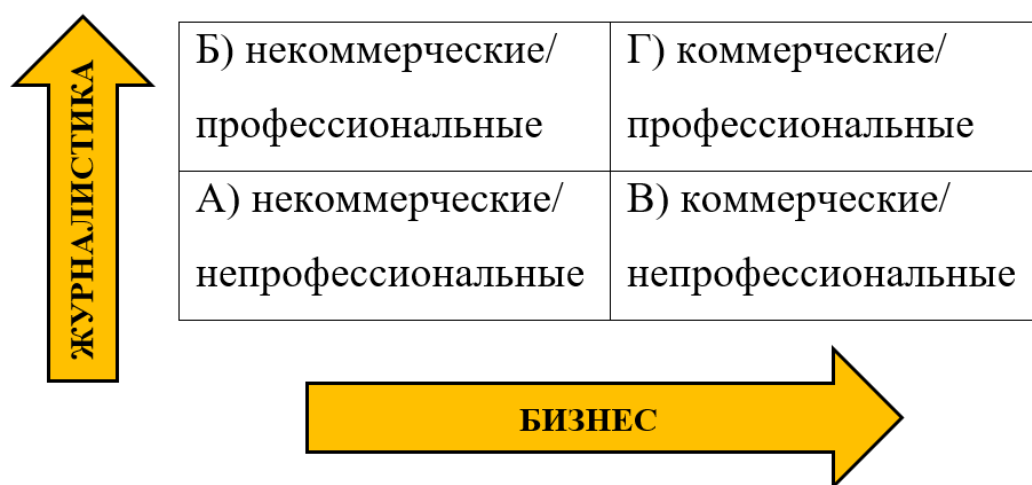 ЖУРНАЛИСТИКА
Б) некоммерческие/
профессиональные
Г) коммерческие/
профессиональные
А) некоммерческие/
непрофессиональные
В) коммерческие/
непрофессиональные
БИЗНЕС